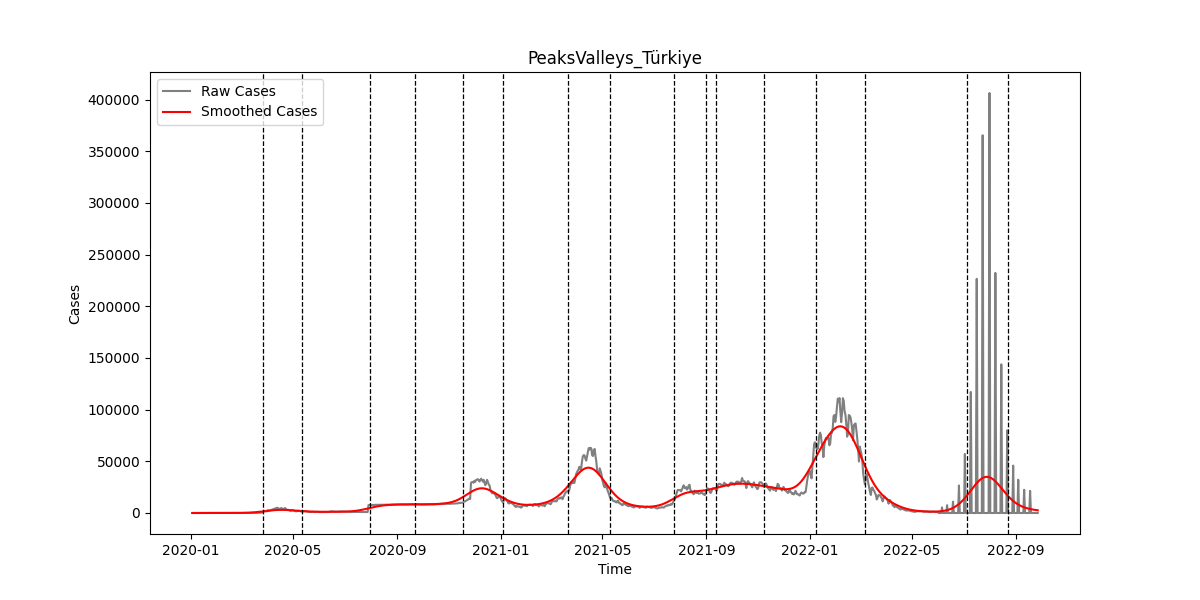 PeaksValleys_Türkiye
Raw Cases
Smoothed Cases
400000
350000
300000
250000
200000
150000
100000
50000
0
Cases
2020-01 2020-05 2020-09 2021-01 2021-05 2021-09 2022-01 2022-05 2022-09
Time